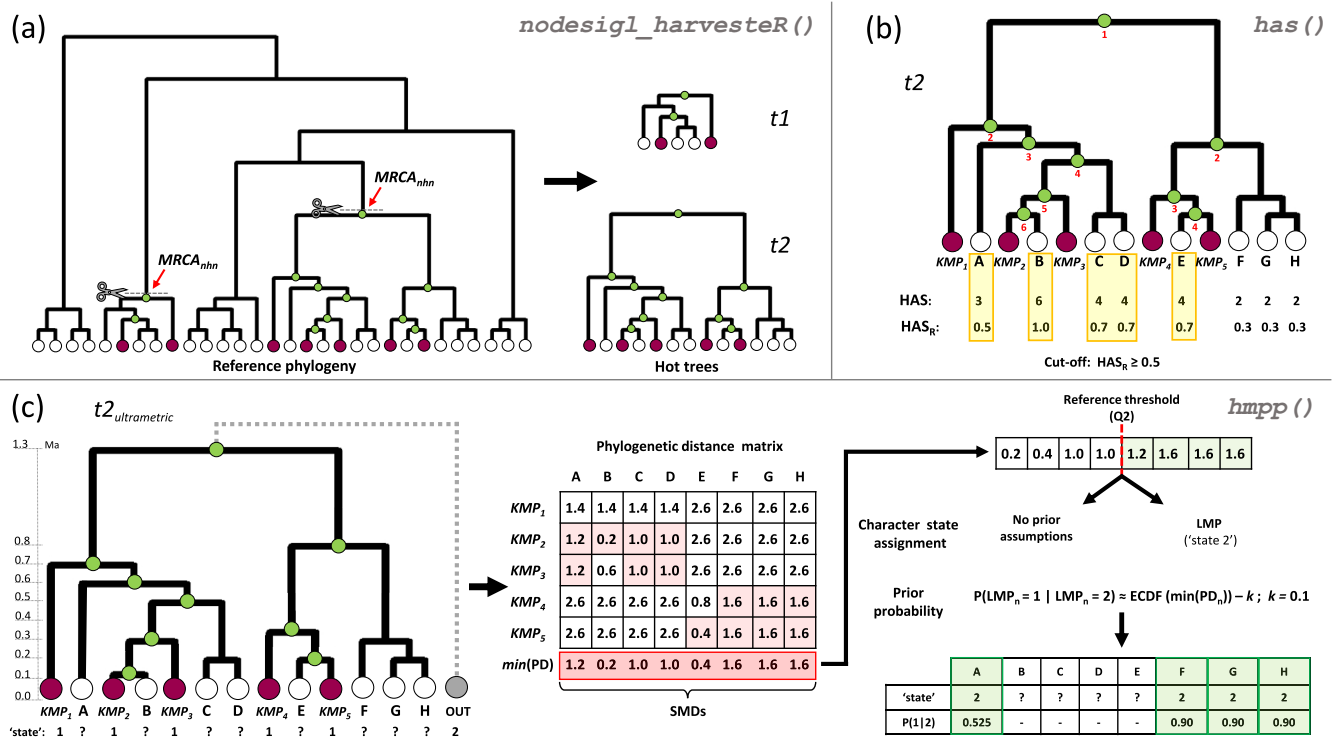 (a)
nodesigl_harvesteR()
MRCAnhn
MRCAnhn
Reference phylogeny
t1
t2
Hot trees
(b)
has()
t2
1
2
3
4
5
6
2
3
4
KMP1 A KMP2 B KMP3 C D KMP4 E KMP5 F G H
HAS: 3 6 4 4 4 2 2 2
HASR: 0.5 1.0 0.7 0.7 0.7 0.3 0.3 0.3
Cut-off: HASR ≥ 0.5
(c)
t2ultrametric
1.3 Ma
0.8
0.7
0.6
0.5
0.4
0.3
0.2
0.1
0.0
KMP1 A KMP2 B KMP3 C D KMP4 E KMP5 F G H OUT
‘state’: 1 ? 1 ? 1 ? ? 1 ? 1 ? ? ? 2
Phylogenetic distance matrix
A B C D E F G H
KMP1 1.4 1.4 1.4 1.4 2.6 2.6 2.6 2.6
KMP2 1.2 0.2 1.0 1.0 2.6 2.6 2.6 2.6
KMP3 1.2 0.6 1.0 1.0 2.6 2.6 2.6 2.6
KMP4 2.6 2.6 2.6 2.6 0.8 1.6 1.6 1.6
KMP5 2.6 2.6 2.6 2.6 0.4 1.6 1.6 1.6
min(PD) 1.2 0.2 1.0 1.0 0.4 1.6 1.6 1.6
SMDs
hmpp()
Reference threshold
(Q2)
0.2 0.4 1.0 1.0 1.2 1.6 1.6 1.6
Character state
assignment
No prior
assumptions
LMP
(‘state 2’)
Prior
probability
P(LMPn = 1 | LMPn = 2) ≈ ECDF (min(PDn)) – k ; k = 0.1
A B C D E F G H
‘state’ 2 ? ? ? ? 2 2 2
P(1|2) 0.525 - - - - 0.90 0.90 0.90